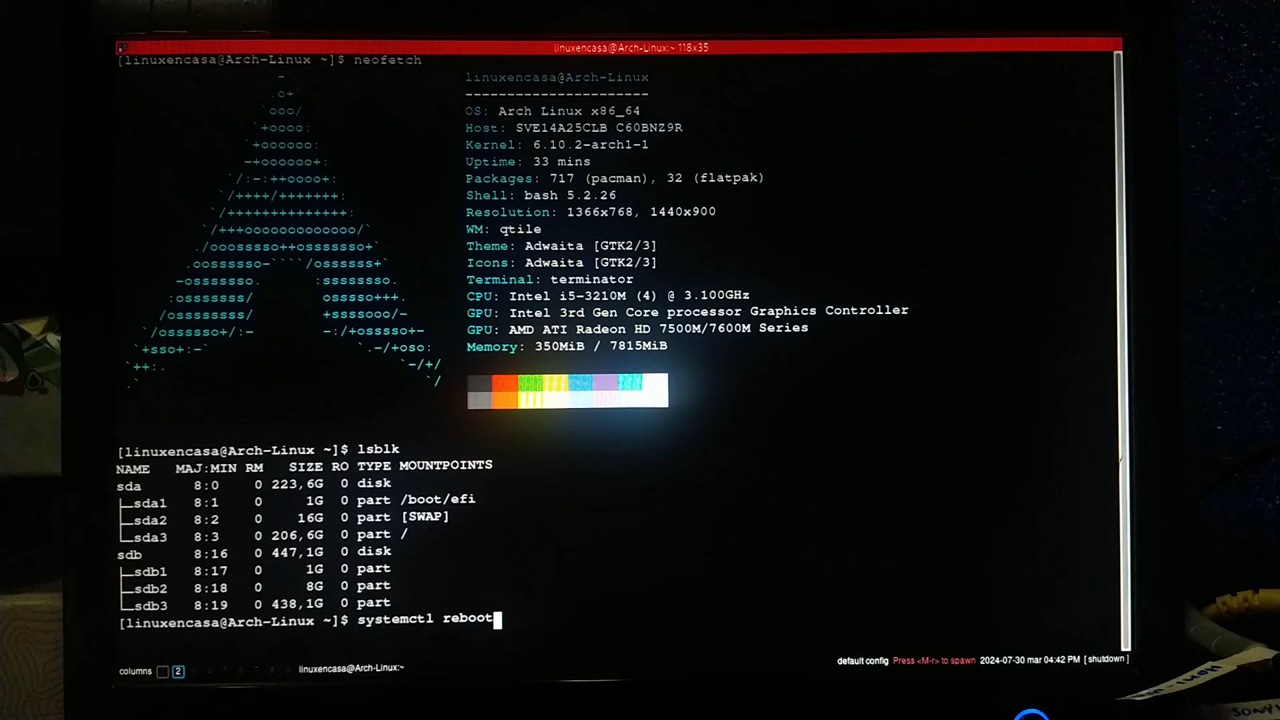 linuxencasa@Arch-Linux:~ 118x35
[linuxencasa@Arch-Linux ~]$ neofetch
linuxencasa@Arch-Linux
----------------------
OS: Arch Linux x86_64
Host: SVE14A25CLB C60BNZ9R
Kernel: 6.10.2-arch1-1
Uptime: 33 mins
Packages: 717 (pacman), 32 (flatpak)
Shell: bash 5.2.26
Resolution: 1366x768, 1440x900
WM: qtile
Theme: Adwaita [GTK2/3]
Icons: Adwaita [GTK2/3]
Terminal: terminator
CPU: Intel i5-3210M (4) @ 3.100GHz
GPU: Intel 3rd Gen Core processor Graphics Controller
GPU: AMD ATI Radeon HD 7500M/7600M Series
Memory: 350MiB / 7815MiB
[linuxencasa@Arch-Linux ~]$ lsblk
NAME MAJ:MIN RM SIZE RO TYPE MOUNTPOINTS
sda 8:0 0 223,6G 0 disk
├─sda1 8:1 0 1G 0 part /boot/efi
├─sda2 8:2 0 16G 0 part [SWAP]
└─sda3 8:3 0 206,6G 0 part /
sdb 8:16 0 447,1G 0 disk
├─sdb1 8:17 0 1G 0 part
├─sdb2 8:18 0 8G 0 part
└─sdb3 8:19 0 438,1G 0 part
[linuxencasa@Arch-Linux ~]$ systemctl reboot
columns 2 linuxencasa@Arch-Linux:~ default config Press <M-r> to spawn 2024-07-30 mar 04:42 PM [shutdown]
SONY